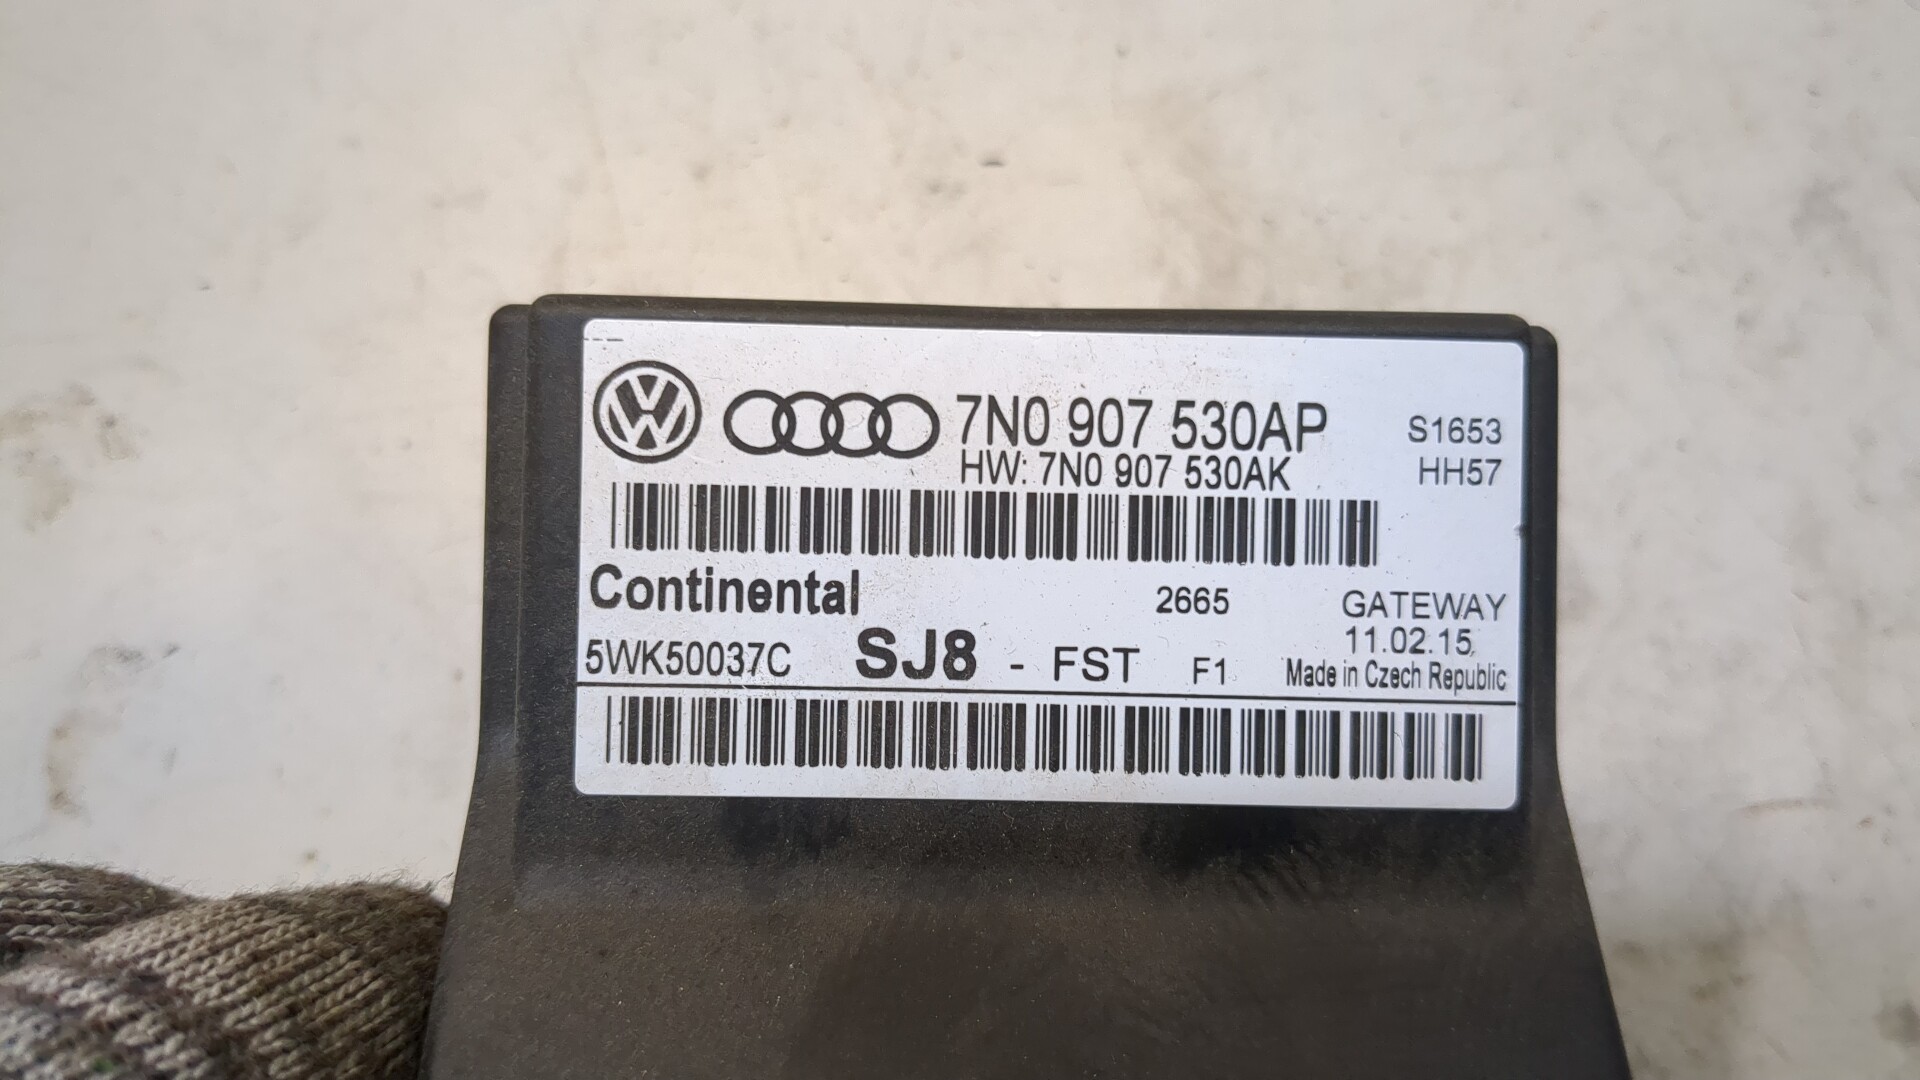 7N0 907 530AP S1653
HW: 7N0 907 530AK HH57
Continental 2665 GATEWAY
11.02.15
5WK50037C SJ8 - FST F1 Made in Czech Republic